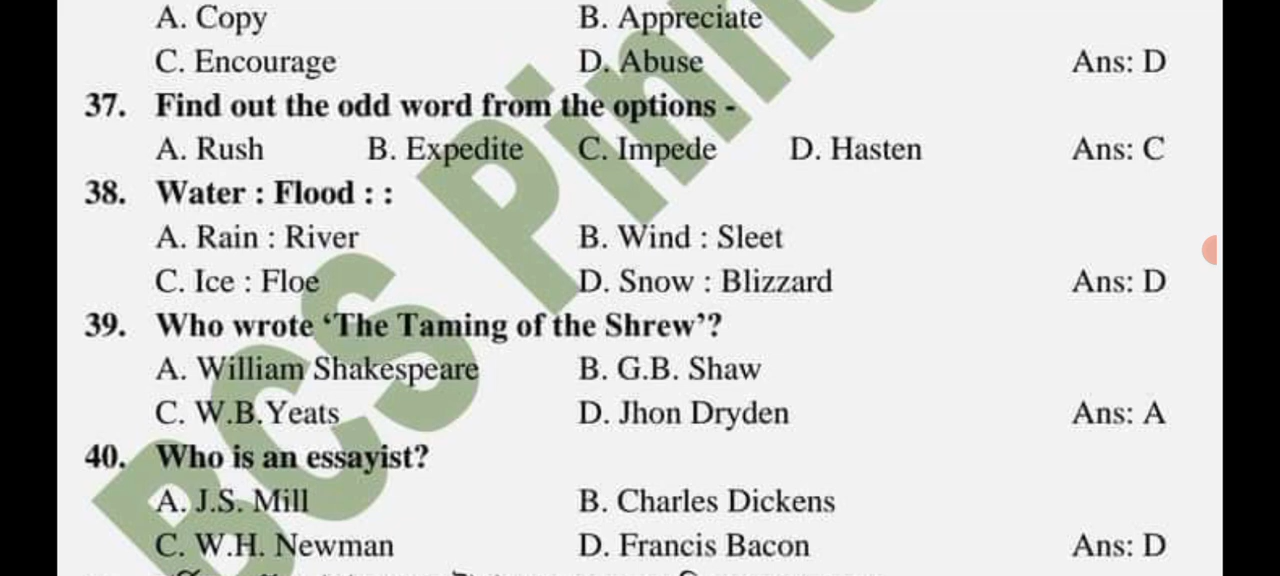 A. Copy B. Appreciate
C. Encourage D. Abuse Ans: D
37. Find out the odd word from the options -
A. Rush B. Expedite C. Impede D. Hasten Ans: C
38. Water : Flood : :
A. Rain : River B. Wind : Sleet
C. Ice : Floe D. Snow : Blizzard Ans: D
39. Who wrote ‘The Taming of the Shrew’?
A. William Shakespeare B. G.B. Shaw
C. W.B.Yeats D. Jhon Dryden Ans: A
40. Who is an essayist?
A. J.S. Mill B. Charles Dickens
C. W.H. Newman D. Francis Bacon Ans: D
BCS